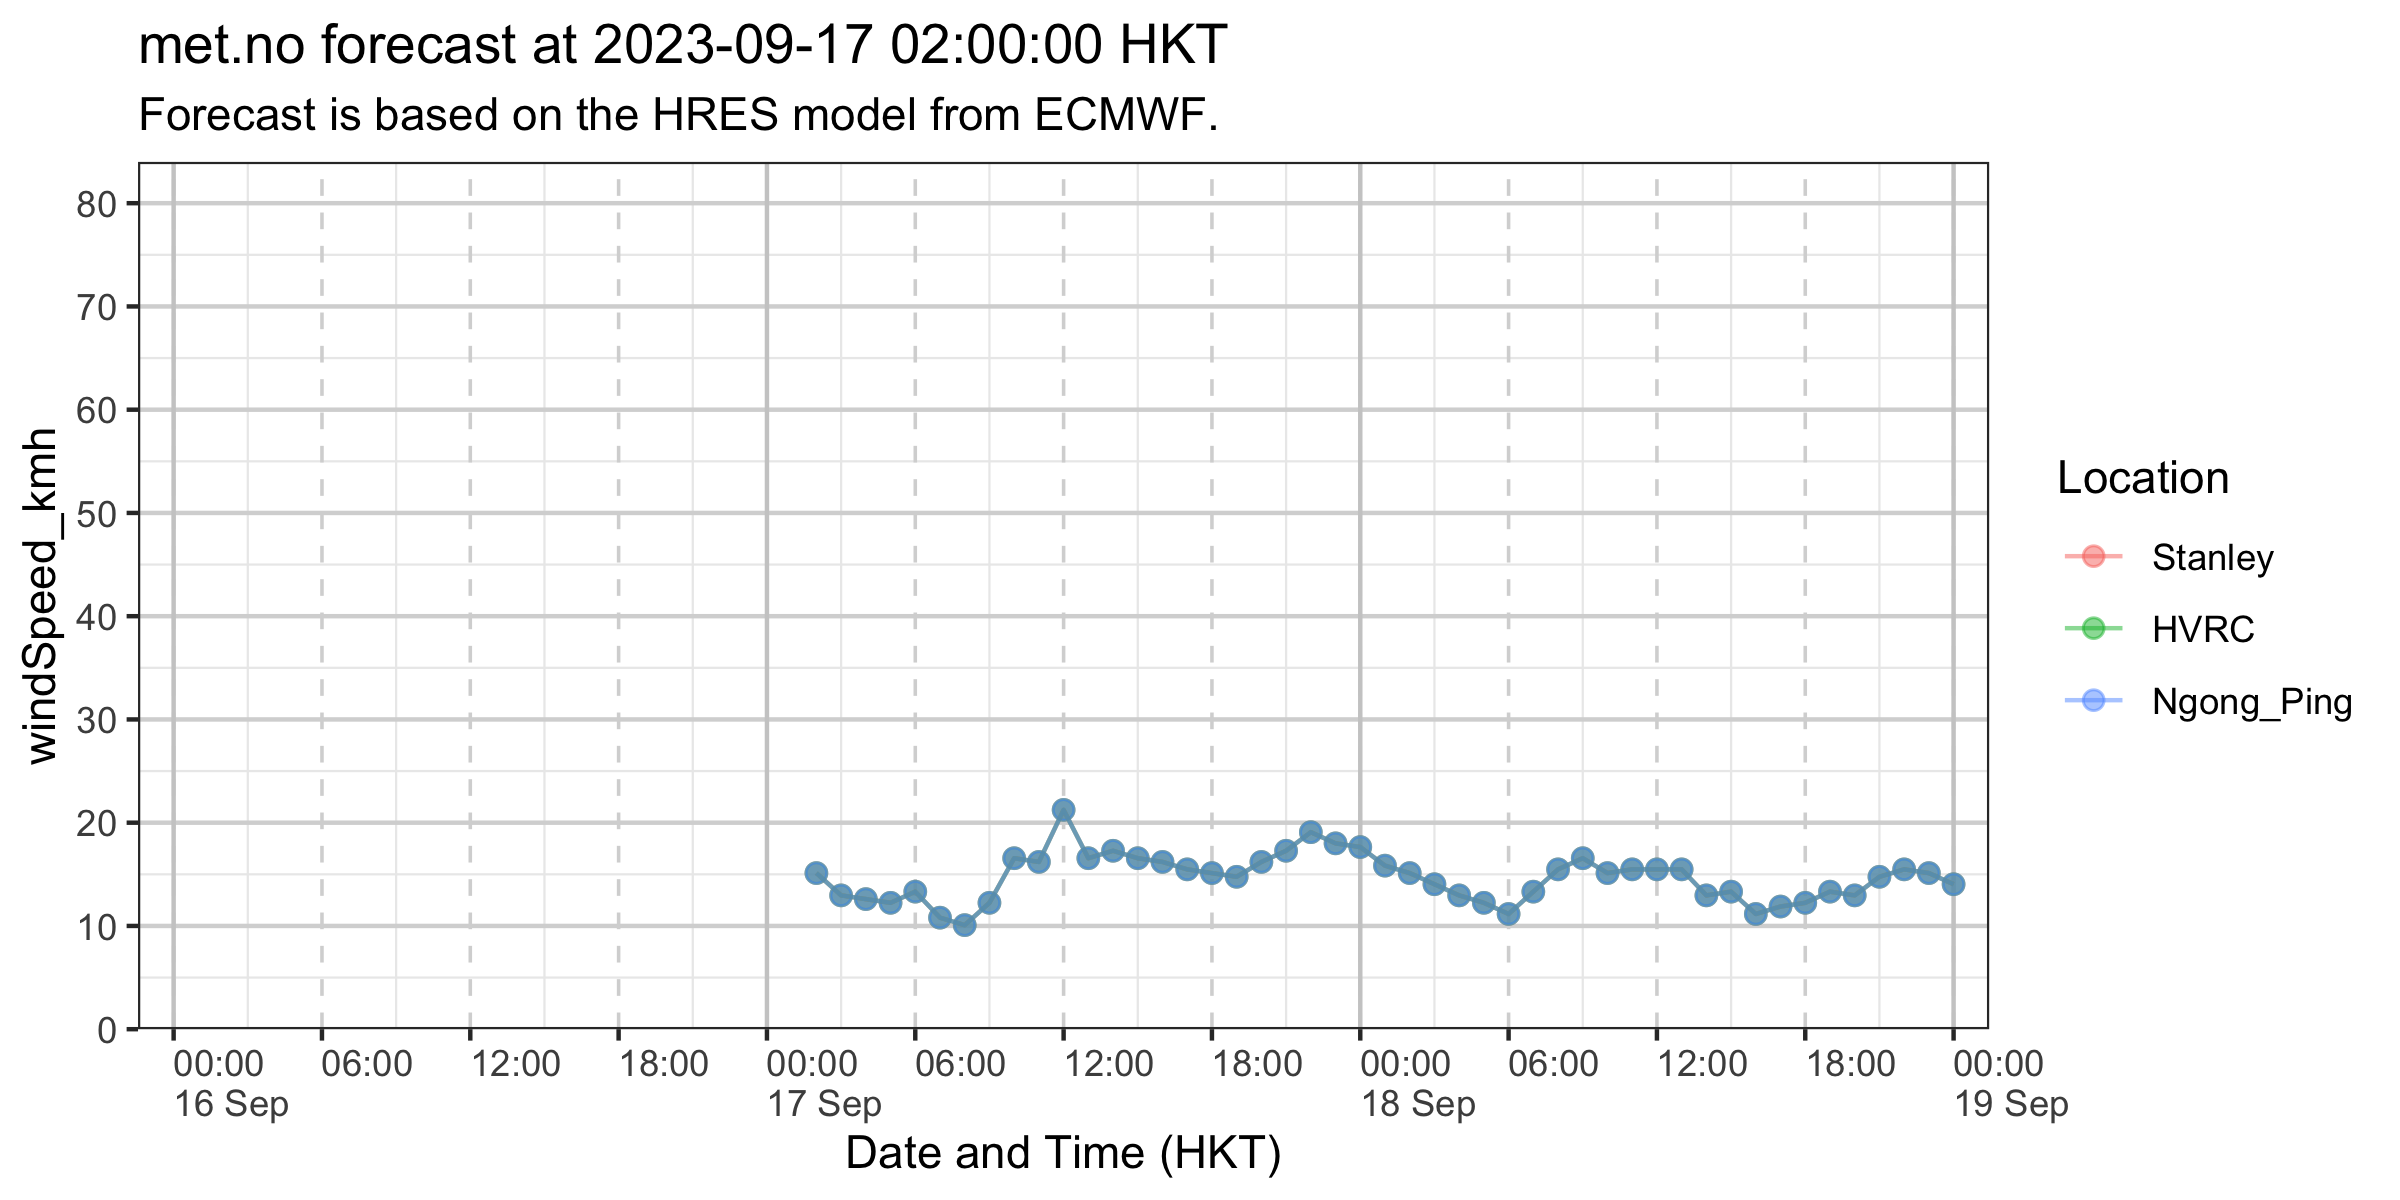 met.no forecast at 2023-09-17 02:00:00 HKT
Forecast is based on the HRES model from ECMWF.
windSpeed_kmh
80
70
60
50
40
30
20
10
0
00:00 06:00 12:00 18:00 00:00 06:00 12:00 18:00 00:00 06:00 12:00 18:00 00:00
16 Sep 17 Sep 18 Sep 19 Sep
Date and Time (HKT)
Location
Stanley
HVRC
Ngong_Ping